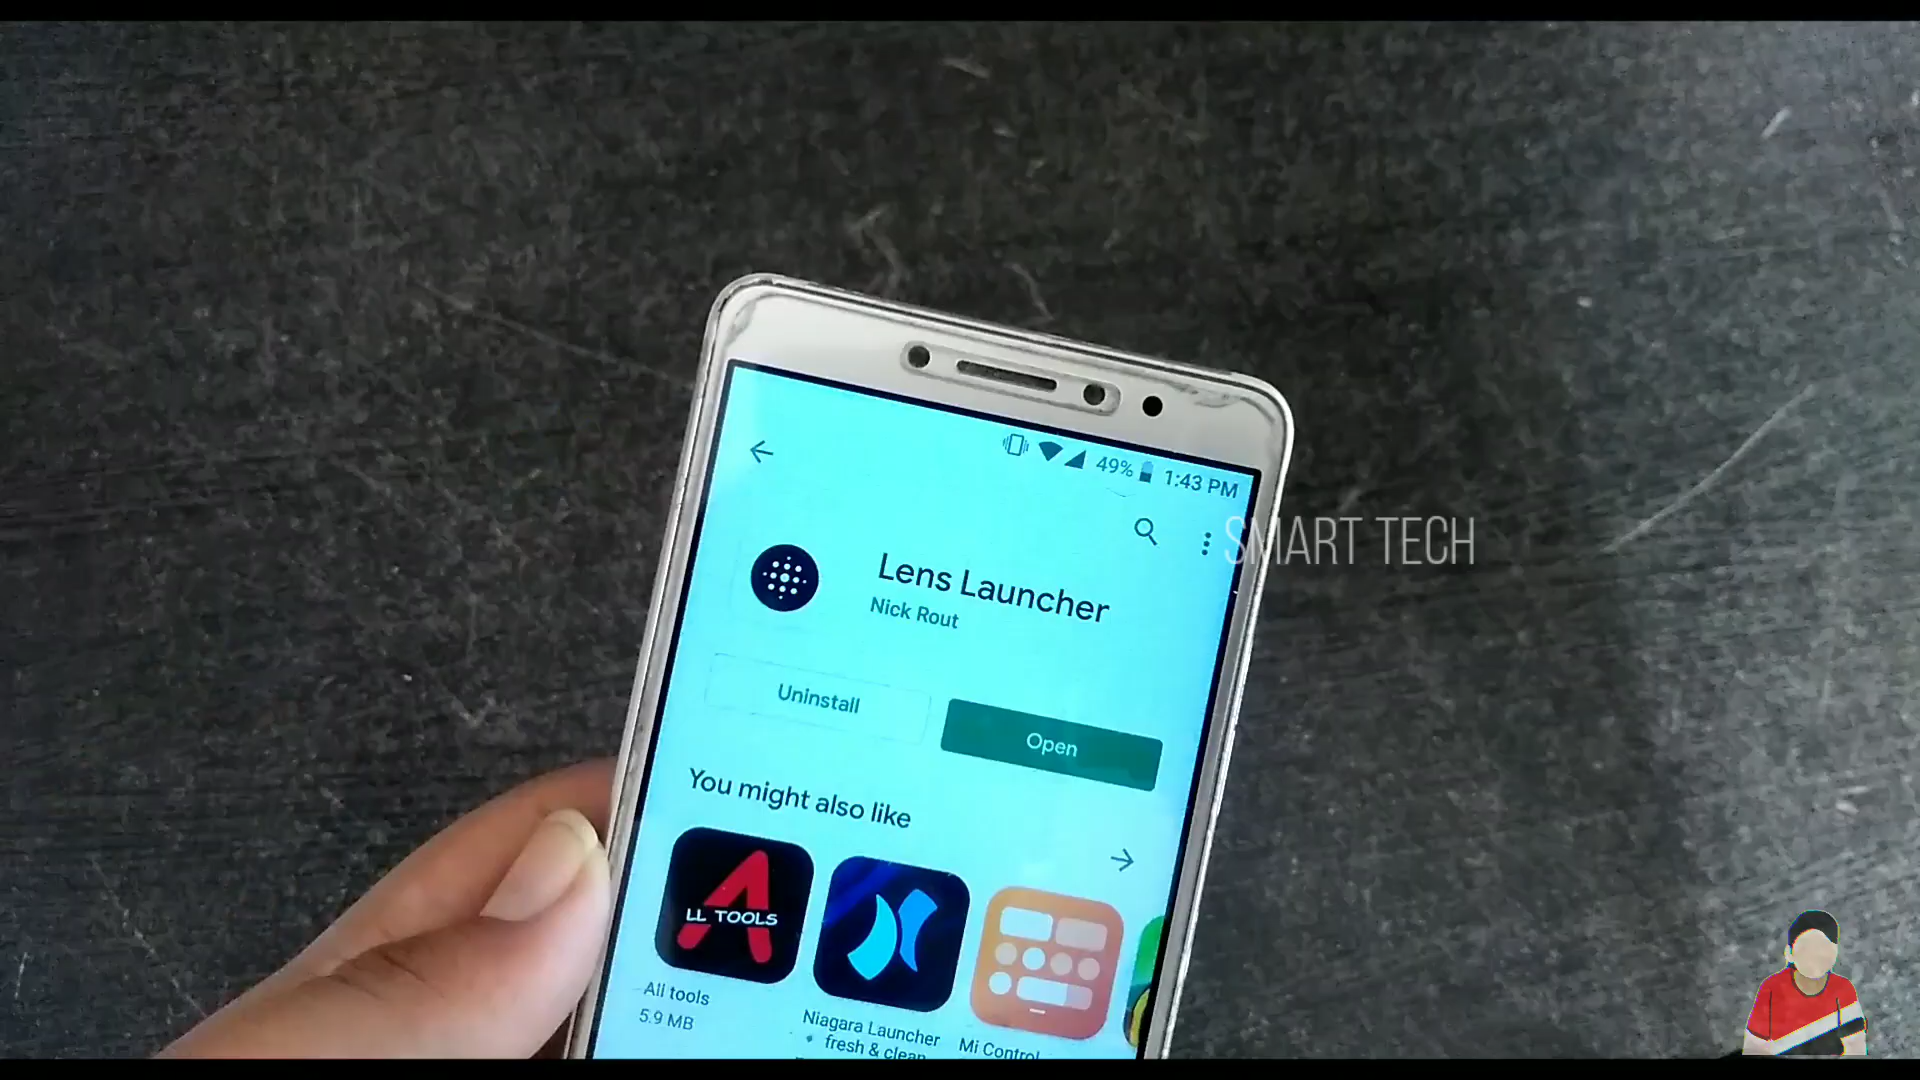 49% 1:43 PM
SMART TECH
Lens Launcher
Nick Rout
Uninstall
Open
You might also like
LL TOOLS
All tools
5.9 MB
Niagara Launcher
fresh & clean
Mi Control